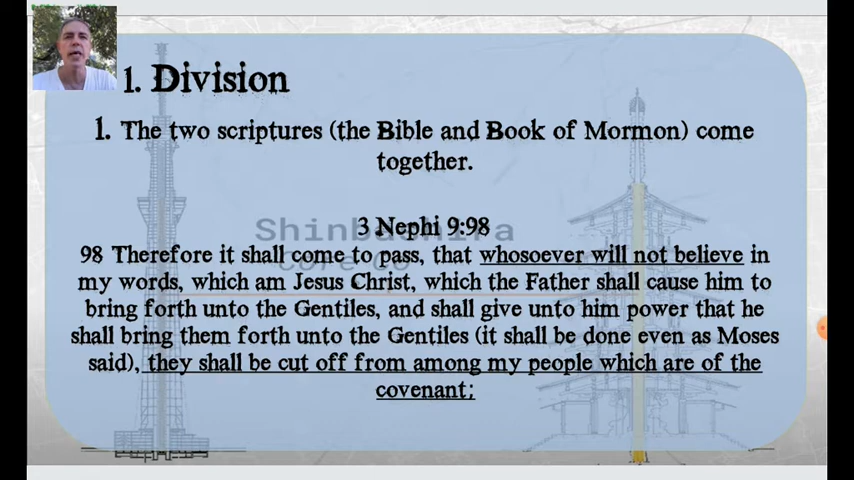 1. Division
1. The two scriptures (the Bible and Book of Mormon) come
together.
3 Nephi 9:98
98 Therefore it shall come to pass, that whosoever will not believe in
my words, which am Jesus Christ, which the Father shall cause him to
bring forth unto the Gentiles, and shall give unto him power that he
shall bring them forth unto the Gentiles (it shall be done even as Moses
said), they shall be cut off from among my people which are of the
covenant;